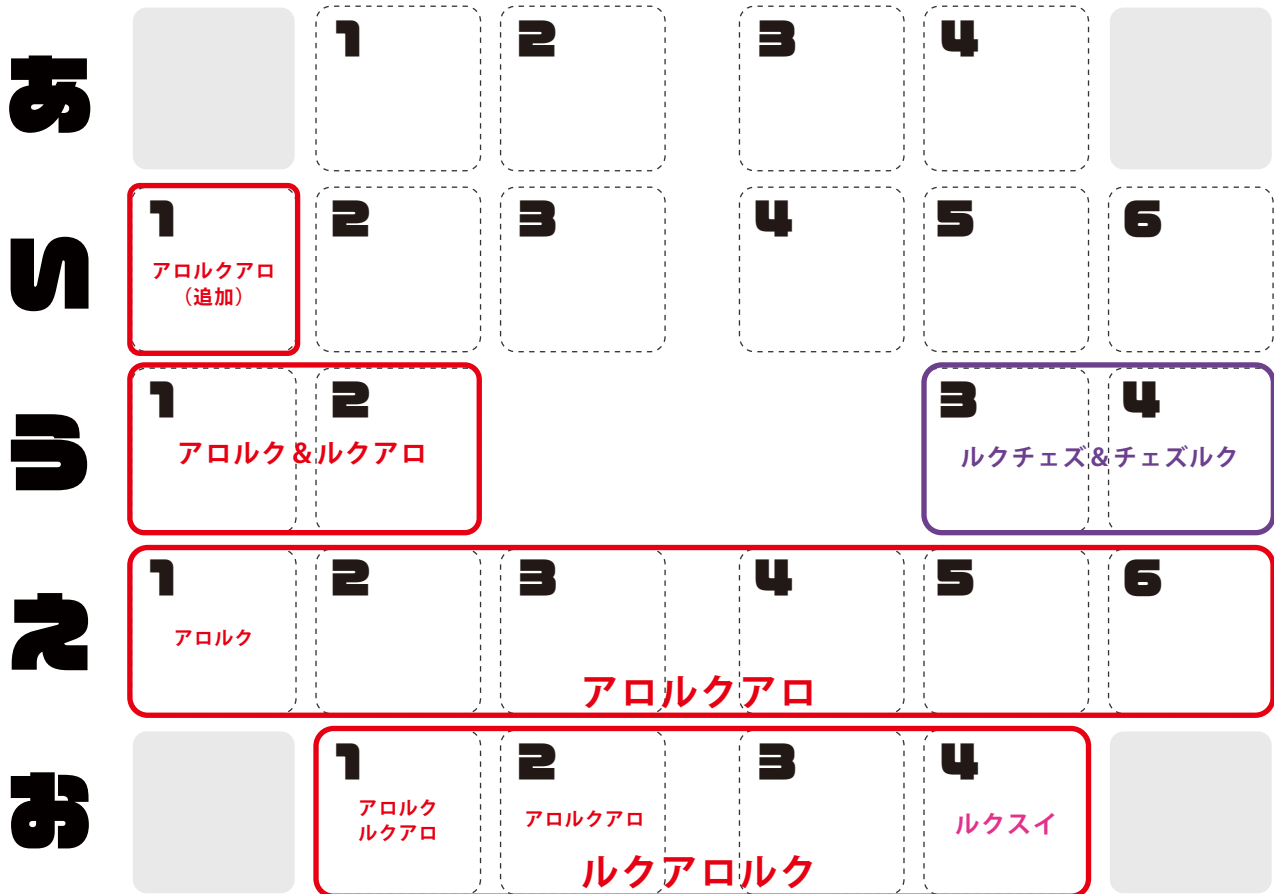 あ
1 2 3 4
い
1 2 3 4 5 6
アロルクアロ
（追加）
う
1 2 3 4
アロルク＆ルクアロ
ルクチェズ＆チェズルク
え
1 2 3 4 5 6
アロルク
アロルクアロ
お
1 2 3 4
アロルク
ルクアロ
アロルクアロ
ルクスイ
ルクアロルク